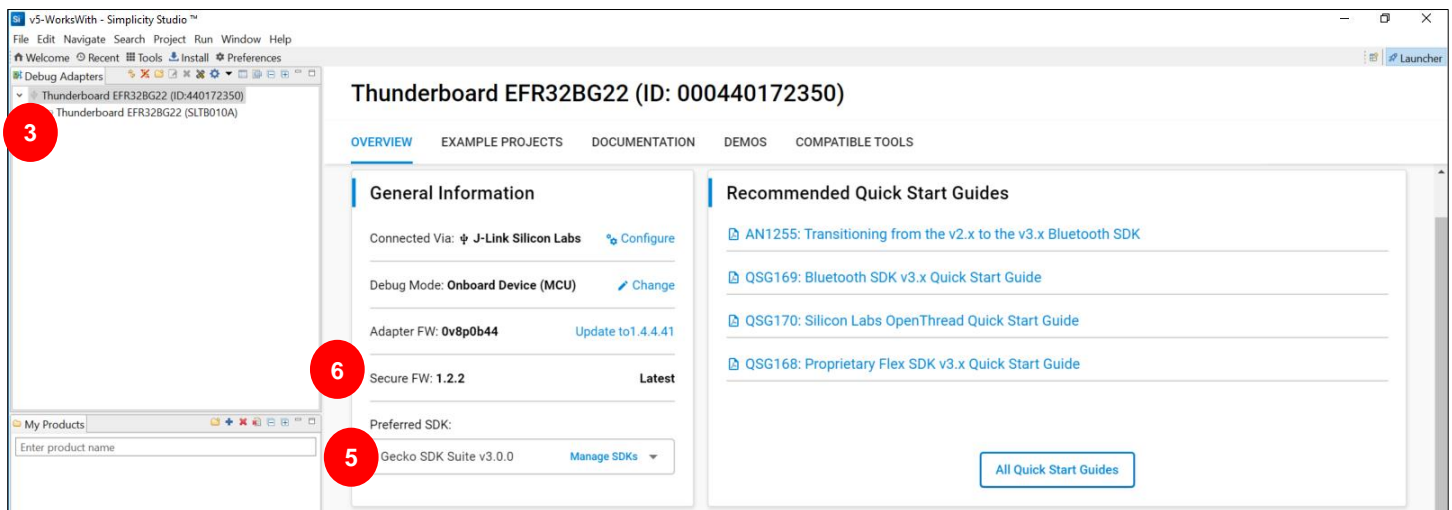 v5-WorksWith - Simplicity Studio ™
File Edit Navigate Search Project Run Window Help
Welcome Recent Tools Install Preferences
Launcher
Debug Adapters
Thunderboard EFR32BG22 (ID:440172350)
Thunderboard EFR32BG22 (SLTB010A)
3
My Products
Enter product name
Thunderboard EFR32BG22 (ID: 000440172350)
OVERVIEW EXAMPLE PROJECTS DOCUMENTATION DEMOS COMPATIBLE TOOLS
General Information
Connected Via: J-Link Silicon Labs Configure
Debug Mode: Onboard Device (MCU) Change
Adapter FW: 0v8p0b44 Update to1.4.4.41
6
Secure FW: 1.2.2 Latest
Preferred SDK:
5
Gecko SDK Suite v3.0.0 Manage SDKs
Recommended Quick Start Guides
AN1255: Transitioning from the v2.x to the v3.x Bluetooth SDK
QSG169: Bluetooth SDK v3.x Quick Start Guide
QSG170: Silicon Labs OpenThread Quick Start Guide
QSG168: Proprietary Flex SDK v3.x Quick Start Guide
All Quick Start Guides